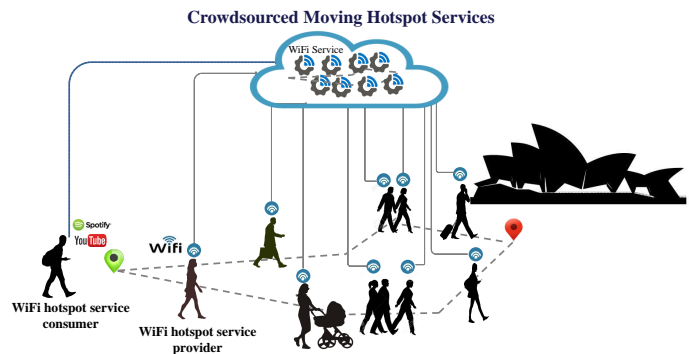 Crowdsourced Moving Hotspot Services
WiFi Service
Spotify
YouTube
Wifi
WiFi hotspot service
consumer
WiFi hotspot service
provider